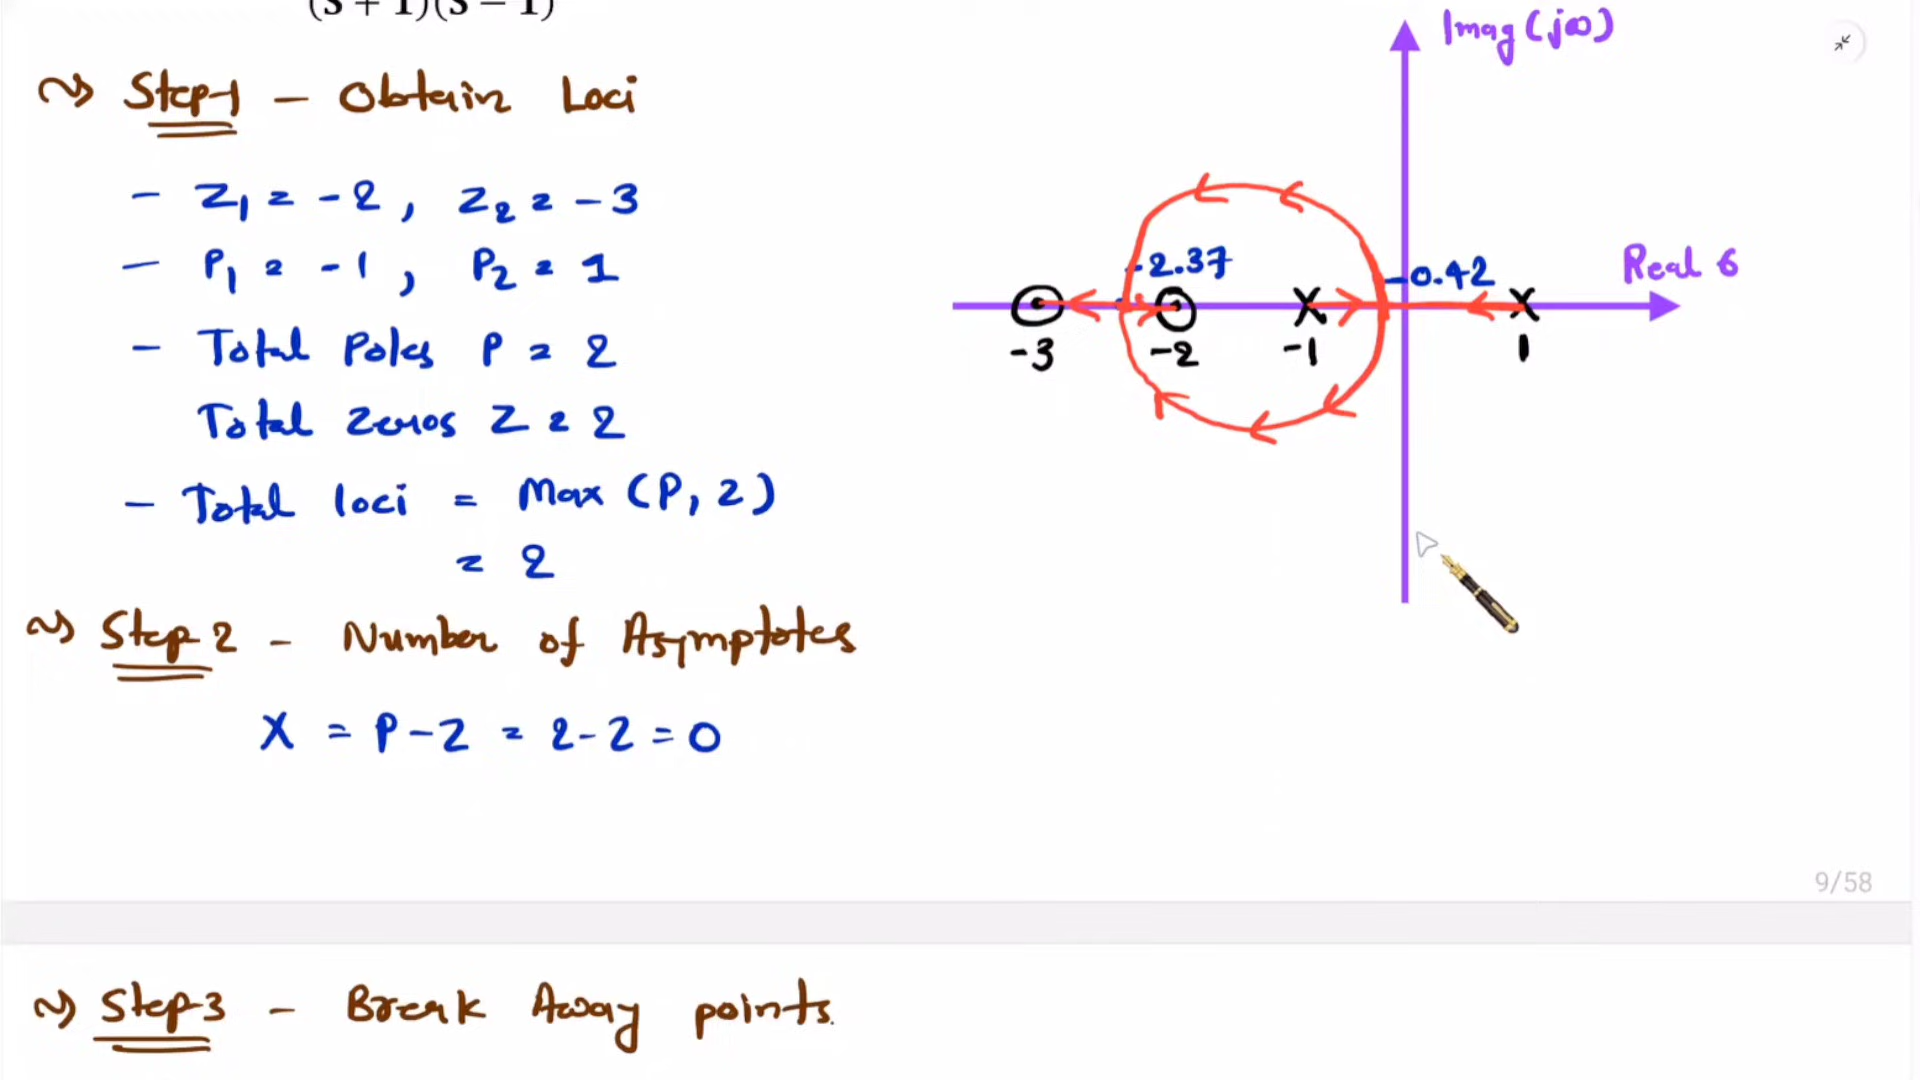 (s + 1)(s − 1)
Step-1 - Obtain Loci
- Z1 = -2, Z2 = -3
- P1 = -1, P2 = 1
- Total Poles P = 2
Total Zeros Z = 2
- Total loci = Max (P, Z)
= 2
Step 2 - Number of Asymptotes
X = P-Z = 2-2 = 0
Imag (jω)
-2.37
-0.42
Real σ
-3 -2 -1 1
9/58
Step-3 - Break Away points.